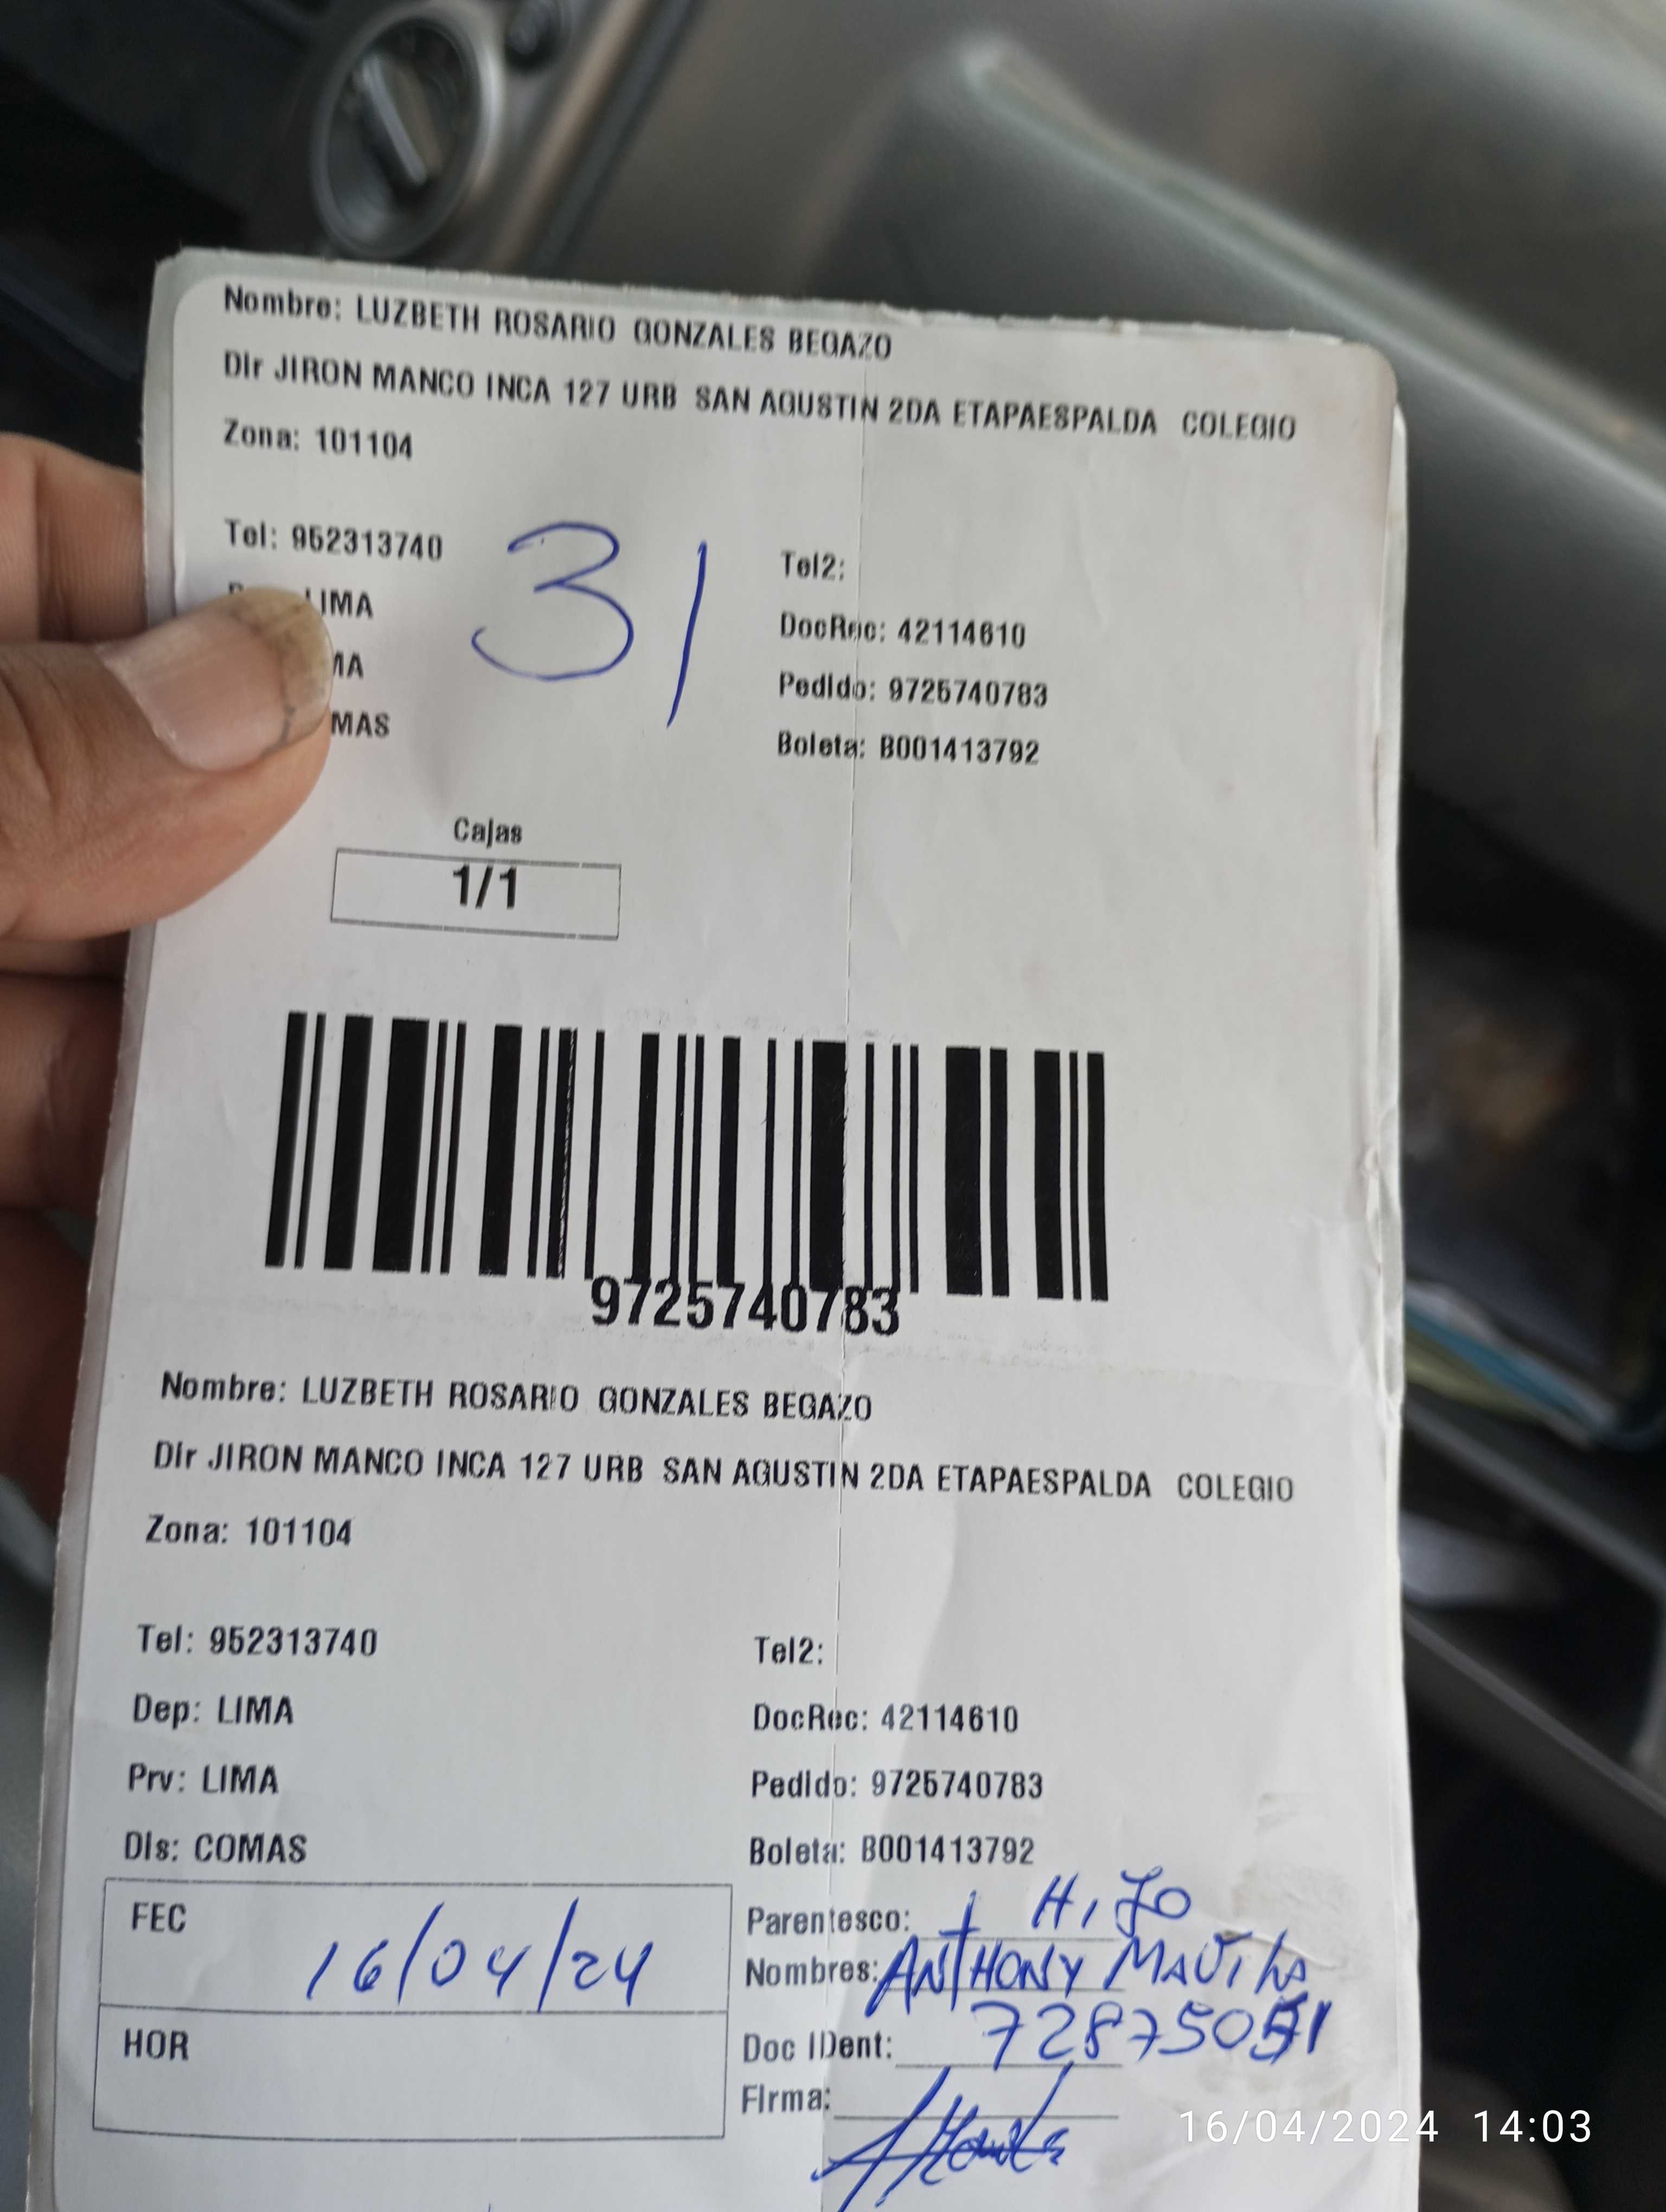 Nombre: LUZBETH ROSARIO GONZALES BEGAZO
Dir JIRON MANCO INCA 127 URB SAN AGUSTIN 2DA ETAPAESPALDA COLEGIO
Zona: 101104
Tel: 952313740
Tel2:
31
LIMA
DocRec: 42114610
MA
Pedido: 9725740783
MAS
Boleta: B001413792
Cajas
1/1
9725740783
Nombre: LUZBETH ROSARIO GONZALES BEGAZO
Dir JIRON MANCO INCA 127 URB SAN AGUSTIN 2DA ETAPAESPALDA COLEGIO
Zona: 101104
Tel: 952313740
Tel2:
Dep: LIMA
DocRec: 42114610
Prv: LIMA
Pedido: 9725740783
Dis: COMAS
Boleta: B001413792
FEC 16/04/24
Parentesco: HIJO
Nombres: ANTHONY MAVILA
HOR
Doc IDent:
Firma:
16/04/2024 14:03